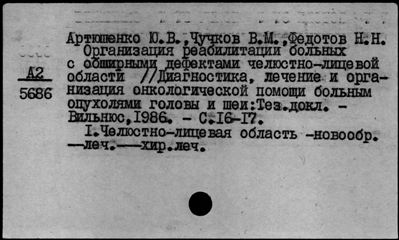 Артюшенко Ю.В.,Чучков В.М.,Федотов Н.Н.
Организация реабилитации больных
с обширными дефектами челюстно-лицевой
области //Диагностика, лечение и орга-
низация онкологической помощи больным
опухолями головы и шеи:Тез.докл. -
Вильнюс,1986. - С.16-17.
I.Челюстно-лицевая область -новообр.
--леч.---хир.леч.
А2
5686